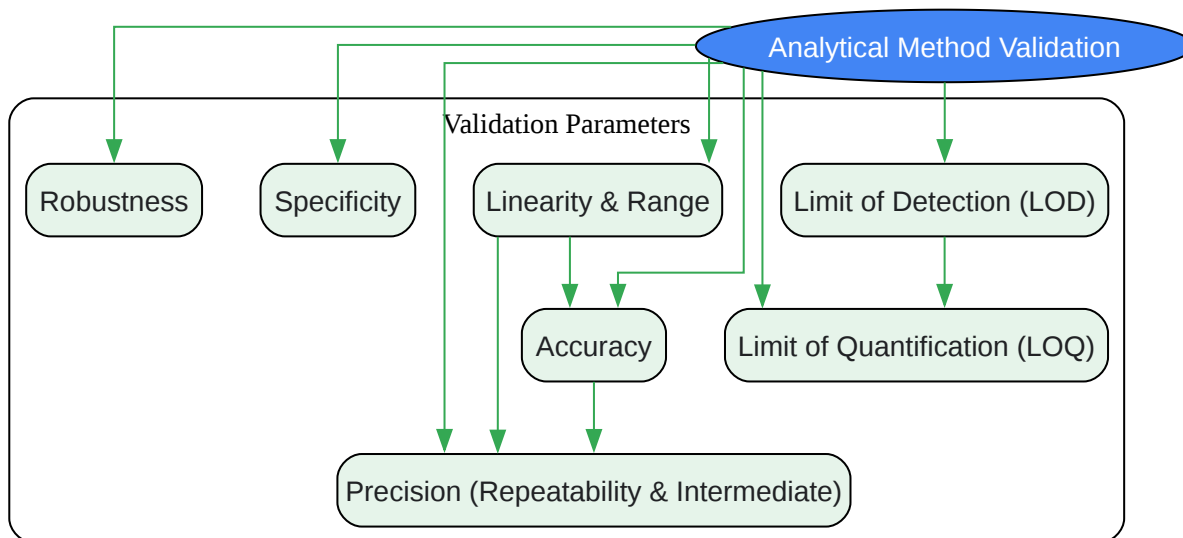 Analytical Method Validation
Validation Parameters
Robustness
Specificity
Linearity & Range
Limit of Detection (LOD)
Accuracy
Limit of Quantification (LOQ)
Precision (Repeatability & Intermediate)